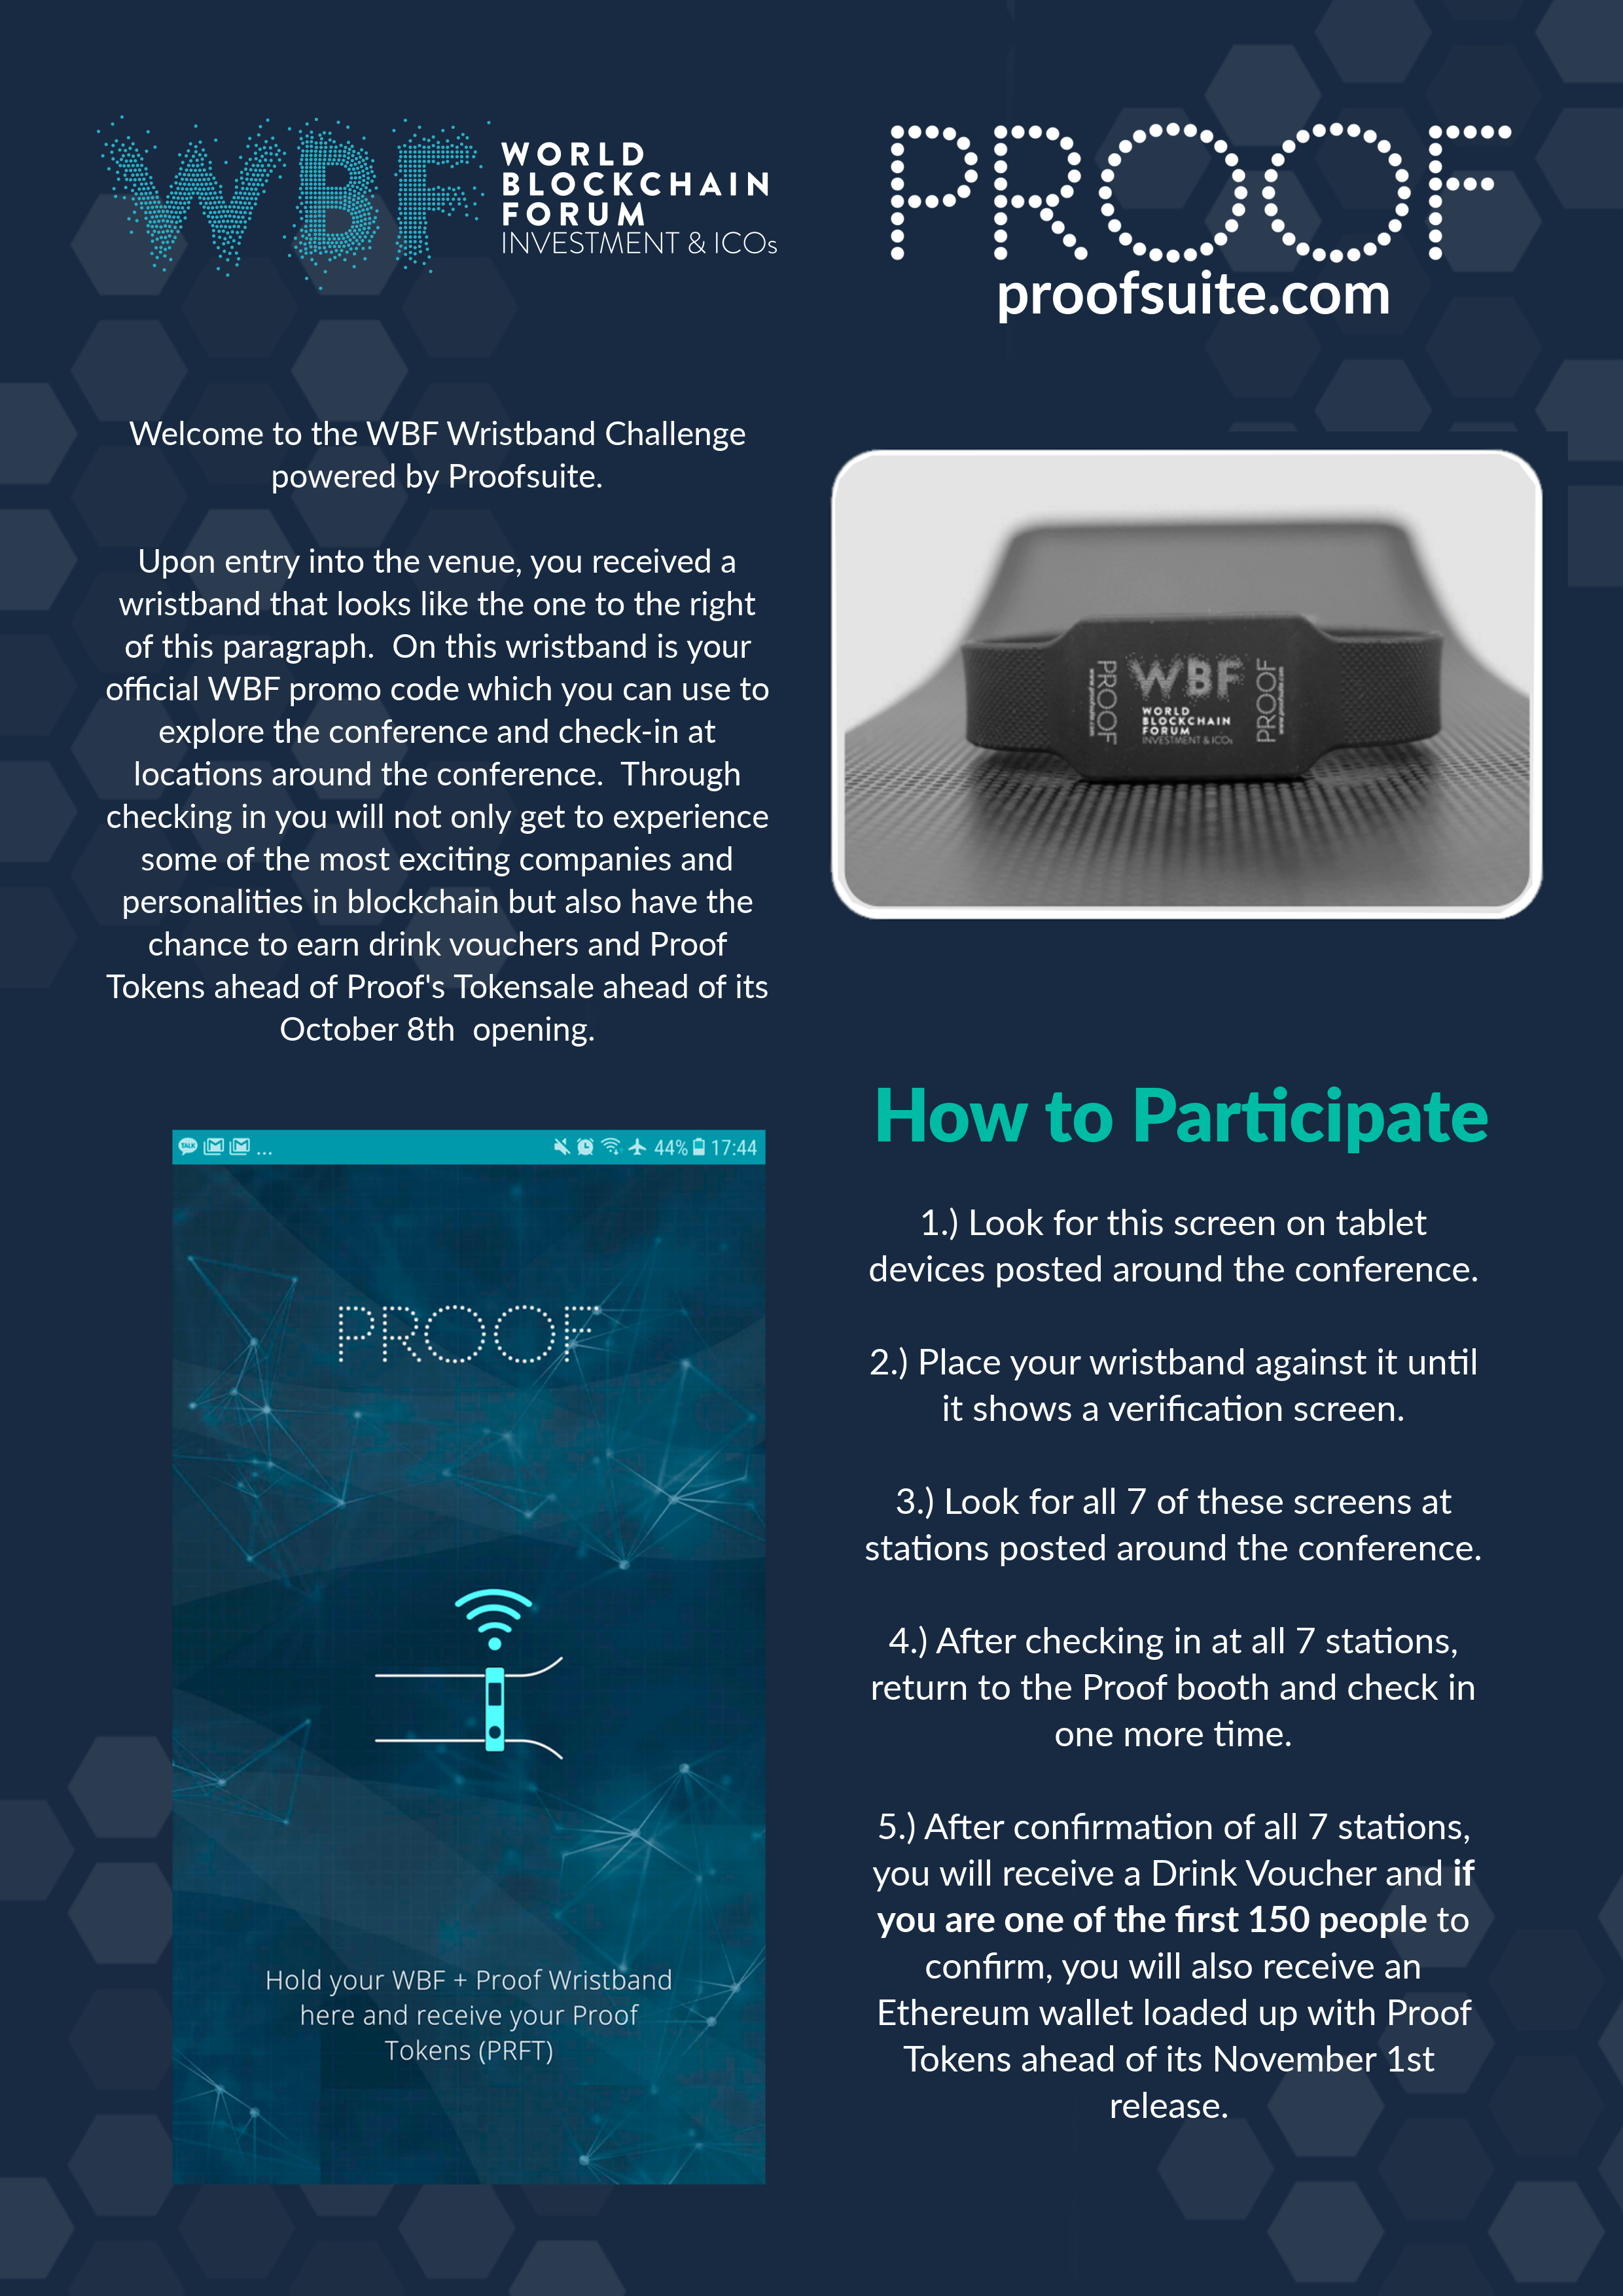 WBF
WORLD
BLOCKCHAIN
FORUM
INVESTMENT & ICOs
PROOF
proofsuite.com
Welcome to the WBF Wristband Challenge
powered by Proofsuite.
Upon entry into the venue, you received a
wristband that looks like the one to the right
of this paragraph.  On this wristband is your
official WBF promo code which you can use to
explore the conference and check-in at
locations around the conference.  Through
checking in you will not only get to experience
some of the most exciting companies and
personalities in blockchain but also have the
chance to earn drink vouchers and Proof
Tokens ahead of Proof's Tokensale ahead of its
October 8th  opening.
PROOF
www.proofsuite.com
WBF
WORLD
BLOCKCHAIN
FORUM
INVESTMENT & ICOs
PROOF
www.proofsuite.com
TALK
...
44%
17:44
PROOF
Hold your WBF + Proof Wristband
here and receive your Proof
Tokens (PRFT)
How to Participate
1.) Look for this screen on tablet
devices posted around the conference.
2.) Place your wristband against it until
it shows a verification screen.
3.) Look for all 7 of these screens at
stations posted around the conference.
4.) After checking in at all 7 stations,
return to the Proof booth and check in
one more time.
5.) After confirmation of all 7 stations,
you will receive a Drink Voucher and if
you are one of the first 150 people to
confirm, you will also receive an
Ethereum wallet loaded up with Proof
Tokens ahead of its November 1st
release.